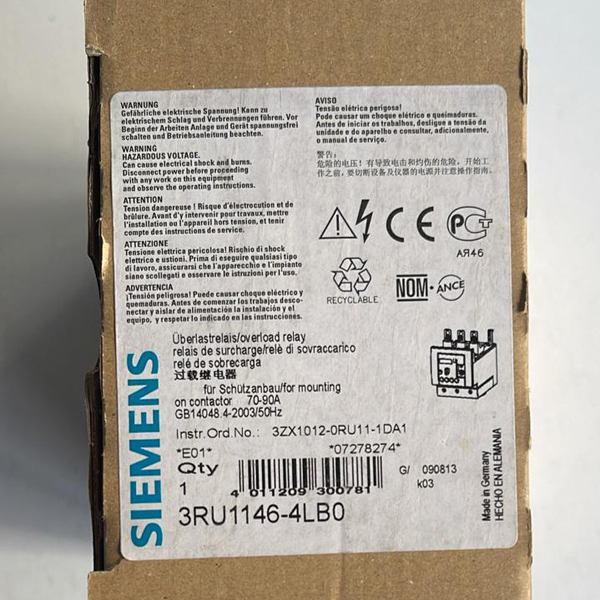 WARNUNG
Gefährliche elektrische Spannung! Kann zu
elektrischem Schlag und Verbrennungen führen. Vor
Beginn der Arbeiten Anlage und Gerät spannungsfrei
schalten und Betriebsanleitung beachten.
WARNING
HAZARDOUS VOLTAGE.
Can cause electrical shock and burns.
Disconnect power before proceeding
with any work on this equipment
and observe the operating instructions.
ATTENTION
Tension dangereuse ! Risque d'électrocution et de
brûlure. Avant d'y intervenir pour travaux, mettre
l'installation ou l'appareil hors tension, et tenir
compte des instructions de service.
ATTENZIONE
Tensione elettrica pericolosa! Rischio di shock
elettrico e ustioni. Prima di eseguire qualsiasi tipo
di lavoro, assicurarsi che l'apparecchio e l'impianto
siano scollegati e osservare le istruzioni per l'uso.
ADVERTENCIA
¡Tensión peligrosa! Puede causar choque eléctrico y
quemaduras. Antes de comenzar los trabajos desco-
nectar y aislar de alimentación la instalación y el
equipo, y respetar lo indicado en las instrucciones.
AVISO
Tensão elétrica perigosa!
Pode causar um choque elétrico e queimaduras.
Antes de iniciar os trabalhos, desligue a tensão da
unidade e do aparelho e consultar, adicionalmente,
o manual de servico.
警告:
危险的电压！有导致电击和灼伤的危险，开始工
作之前，要切断设备及仪器的电源并注意操作指南。
CE
РСТ
АЯ46
RECYCLABLE
NOM-ANCE
SIEMENS
Überlastrelais/overload relay
relais de surcharge/relè di sovraccarico
relé de sobrecarga
过载继电器
für Schützanbau/for mounting
on contactor 70-90A
GB14048.4-2003/50Hz
Instr.Ord.No.: 3ZX1012-0RU11-1DA1
*E01* *07278274*
Qty
1
4 011209 300781
G/ 090813
k03
3RU1146-4LB0
Made in Germany
HECHO EN ALEMANIA